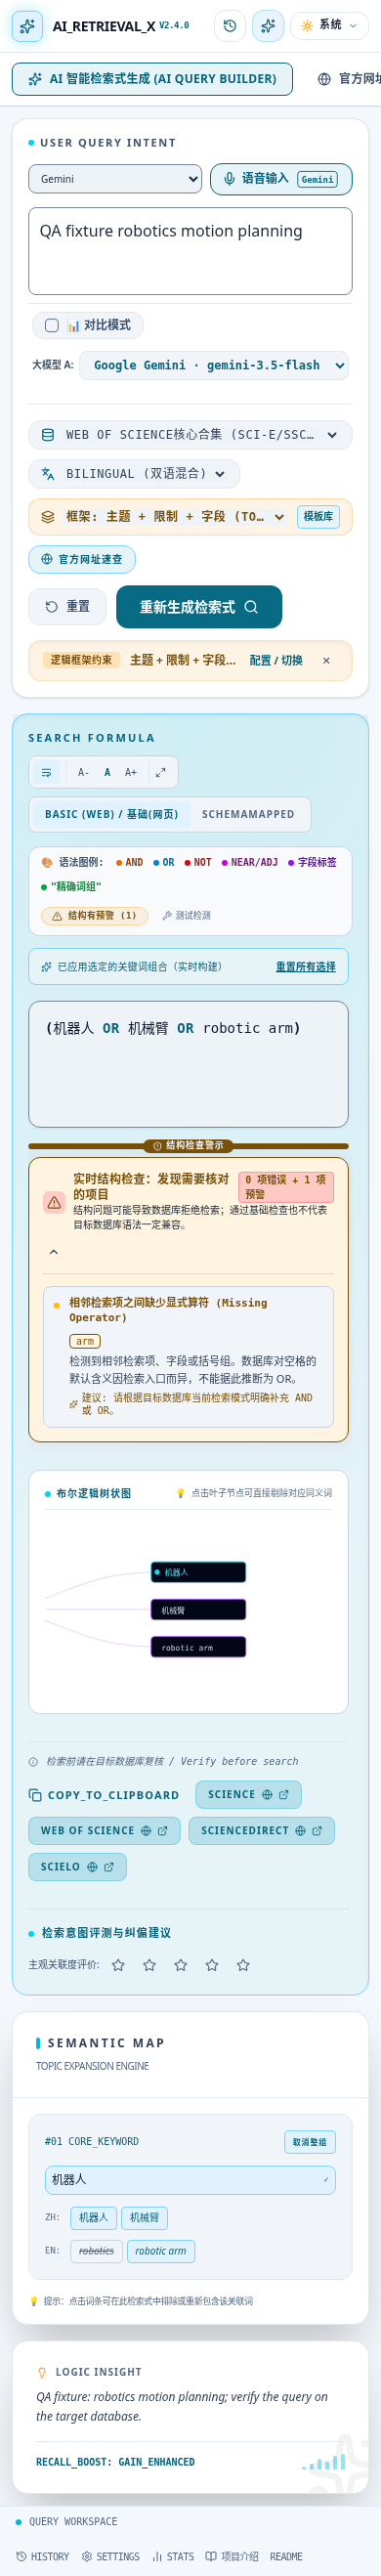 AI_RETRIEVAL_X V2.4.0
系统
AI 智能检索式生成 (AI QUERY BUILDER)
官方网址
USER QUERY INTENT
Gemini
语音输入 Gemini
QA fixture robotics motion planning
📊 对比模式
大模型 A: Google Gemini · gemini-3.5-flash
WEB OF SCIENCE核心合集 (SCI-E/SSC…
BILINGUAL (双语混合)
框架: 主题 + 限制 + 字段 (TO… 模板库
官方网址速查
重置
重新生成检索式
逻辑框架约束 主题 + 限制 + 字段… 配置 / 切换 ×
SEARCH FORMULA
A- A A+
BASIC (WEB) / 基础(网页) SCHEMAMAPPED
🎨 语法图例: AND OR NOT NEAR/ADJ 字段标签
"精确词组"
结构有预警 (1) 测试检测
已应用选定的关键词组合（实时构建） 重置所有选择
(机器人 OR 机械臂 OR robotic arm)
结构检查警示
实时结构检查: 发现需要核对的项目
0 项错误 + 1 项预警
结构问题可能导致数据库拒绝检索；通过基础检查也不代表目标数据库语法一定兼容。
相邻检索项之间缺少显式算符 (Missing Operator)
arm
检测到相邻检索项、字段或括号组。数据库对空格的默认含义因检索入口而异，不能据此推断为 OR。
建议: 请根据目标数据库当前检索模式明确补充 AND 或 OR。
布尔逻辑树状图
💡 点击叶子节点可直接剔除对应同义词
机器人
机械臂
robotic arm
检索前请在目标数据库复核 / Verify before search
COPY_TO_CLIPBOARD
SCIENCE
WEB OF SCIENCE
SCIENCEDIRECT
SCIELO
检索意图评测与纠偏建议
主观关联度评价:
SEMANTIC MAP
TOPIC EXPANSION ENGINE
#01 CORE_KEYWORD
取消整组
机器人 ✓
ZH: 机器人 机械臂
EN: robotics robotic arm
💡 提示: 点击词条可在此检索式中排除或重新包含该关联词
LOGIC INSIGHT
QA fixture: robotics motion planning; verify the query on the target database.
RECALL_BOOST: GAIN_ENHANCED
QUERY WORKSPACE
HISTORY SETTINGS STATS 项目介绍 README